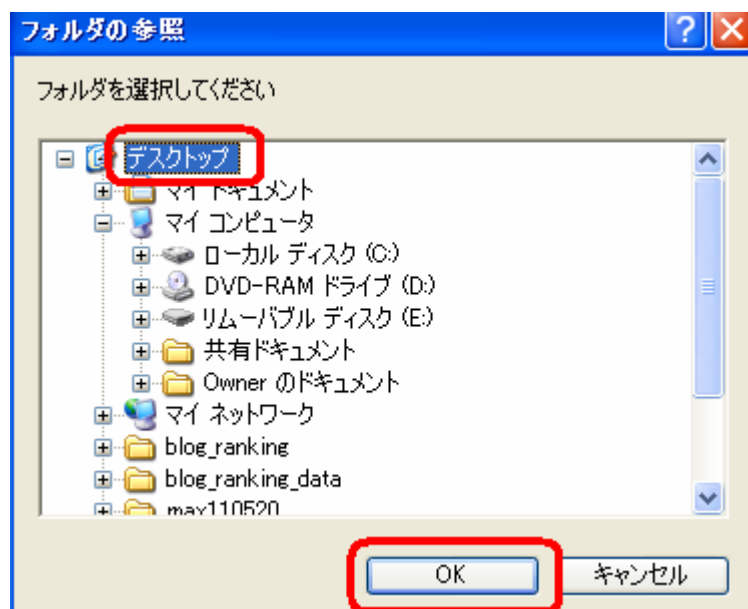 フォルダの参照
フォルダを選択してください
デスクトップ
マイ ドキュメント
マイ コンピュータ
ローカル ディスク (C:)
DVD-RAM ドライブ (D:)
リムーバブル ディスク (E:)
共有ドキュメント
Owner のドキュメント
マイ ネットワーク
blog_ranking
blog_ranking_data
max110520
OK キャンセル